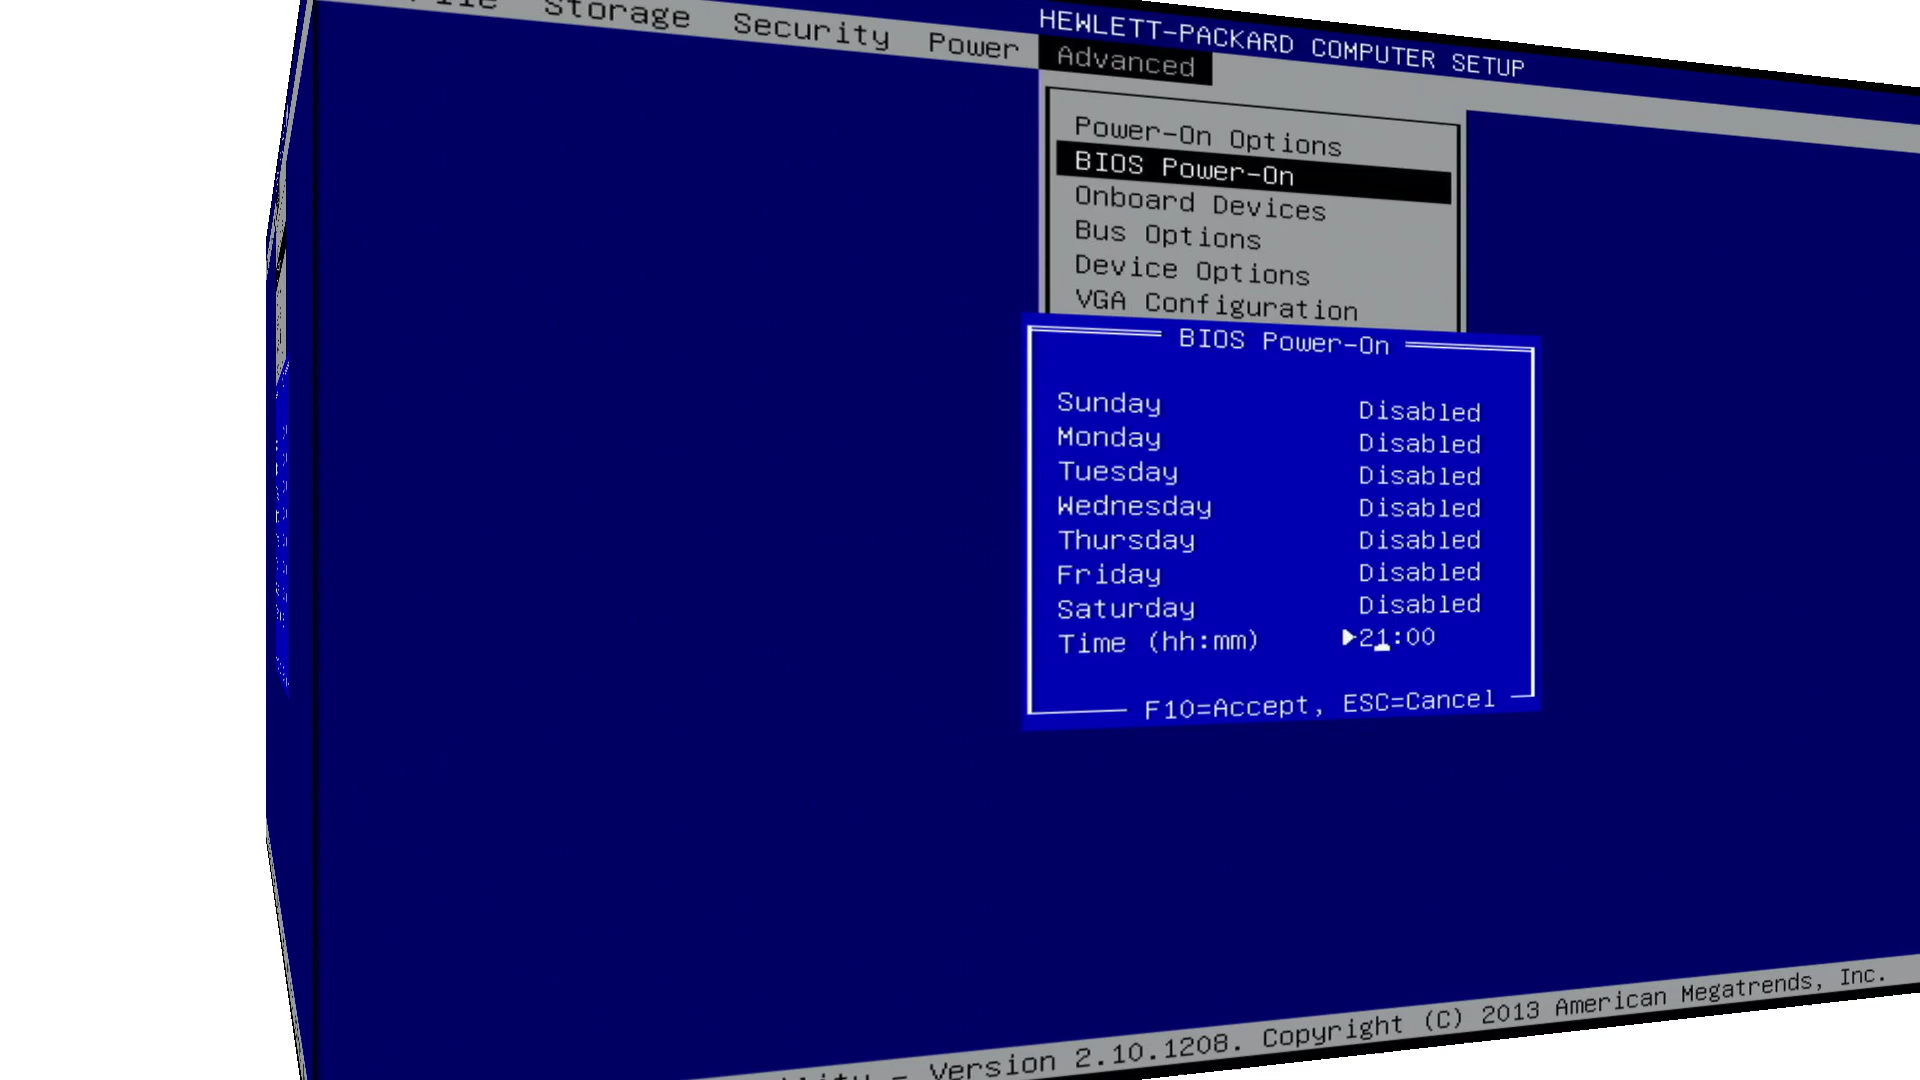 HEWLETT-PACKARD COMPUTER SETUP
Storage Security Power Advanced
Power-On Options
BIOS Power-On
Onboard Devices
Bus Options
Device Options
VGA Configuration
BIOS Power-On
Sunday Disabled
Monday Disabled
Tuesday Disabled
Wednesday Disabled
Thursday Disabled
Friday Disabled
Saturday Disabled
Time (hh:mm) ▶21:00
F10=Accept, ESC=Cancel
- Version 2.10.1208. Copyright (C) 2013 American Megatrends, Inc.